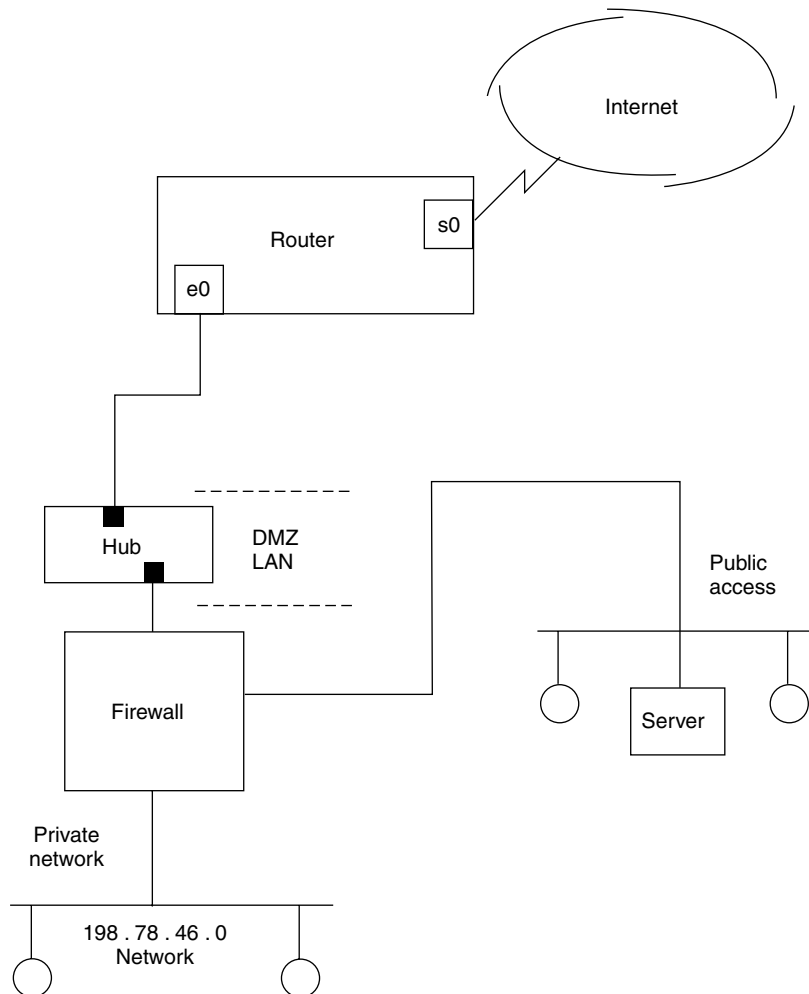 Internet
s0
Router
e0
Hub
DMZ
LAN
Public
access
Firewall
Server
Private
network
198 . 78 . 46 . 0
Network